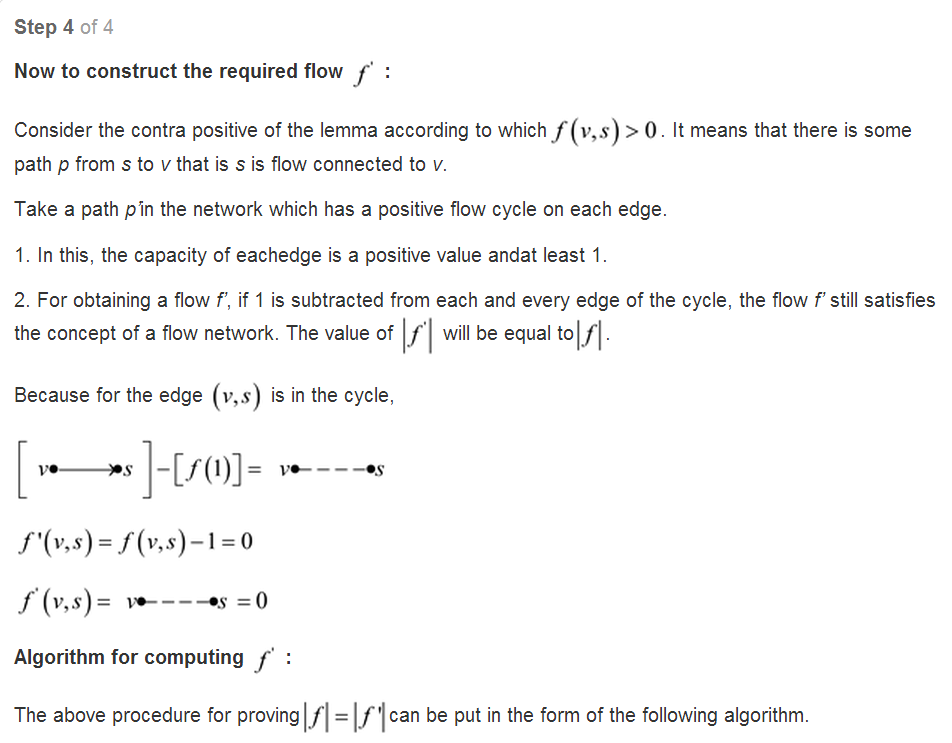 Step 4 of 4
Now to construct the required flow f' :
Consider the contra positive of the lemma according to which f(v,s)>0. It means that there is some
path p from s to v that is s is flow connected to v.
Take a path p'in the network which has a positive flow cycle on each edge.
1. In this, the capacity of eachedge is a positive value andat least 1.
2. For obtaining a flow f', if 1 is subtracted from each and every edge of the cycle, the flow f' still satisfies
the concept of a flow network. The value of |f'| will be equal to|f|.
Because for the edge (v,s) is in the cycle,
[v s]-[f(1)]= v s
f'(v,s)=f(v,s)-1=0
f'(v,s)= v s =0
Algorithm for computing f' :
The above procedure for proving|f|=|f'|can be put in the form of the following algorithm.